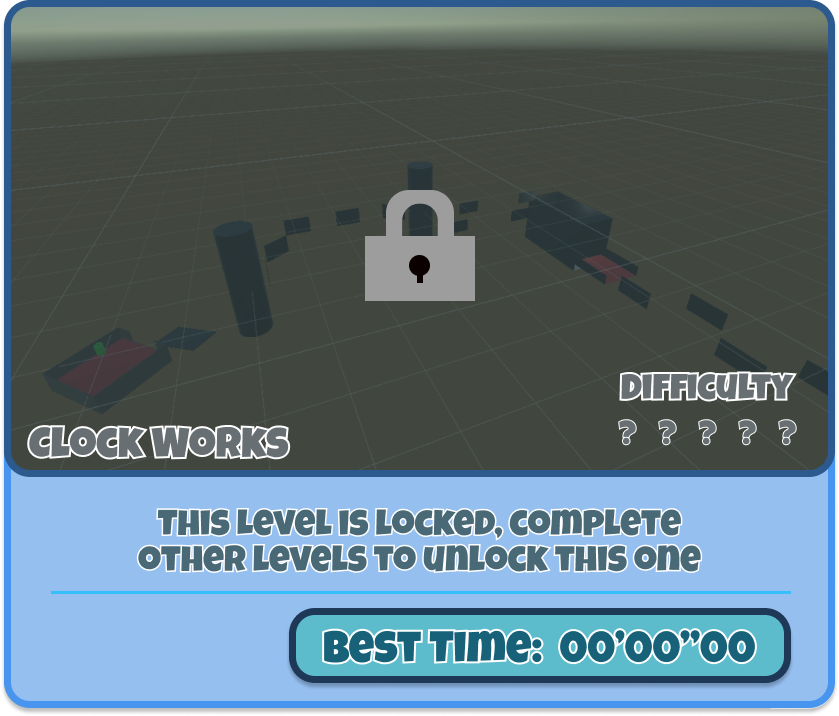 DIFFICULTY
? ? ? ? ?
CLOCK WORKS
THIS LEVEL IS LOCKED, COMPLETE
OTHER LEVELS TO UNLOCK THIS ONE
BEST TIME: 00'00"00